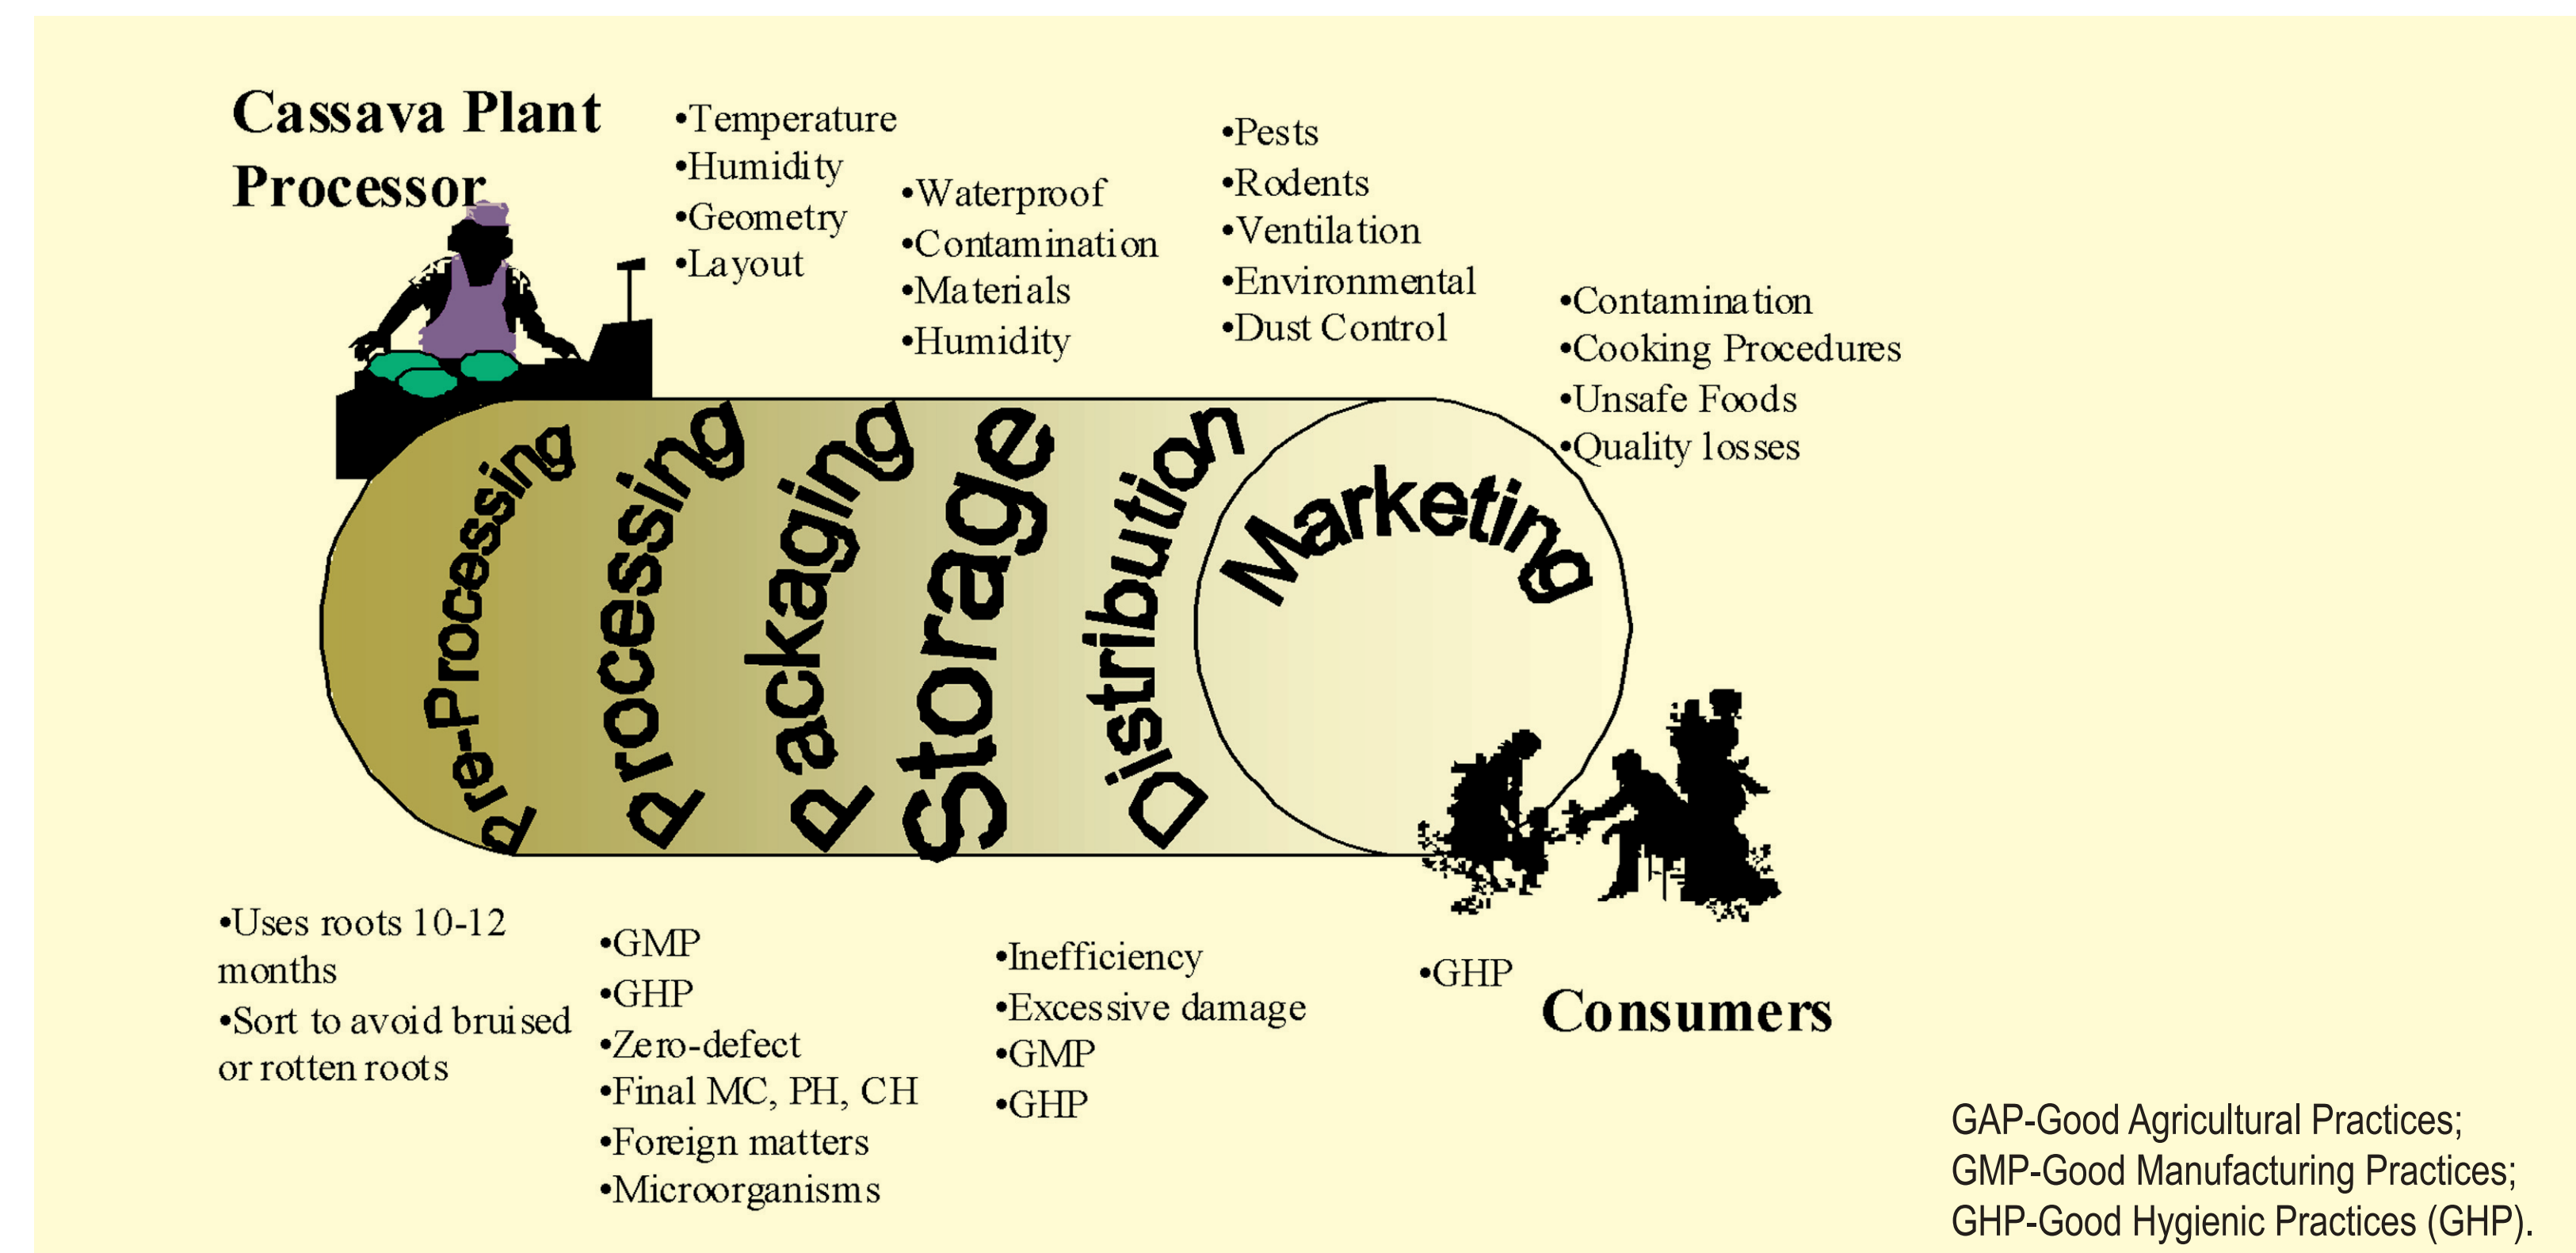 Cassava Plant
Processor
•Temperature
•Humidity
•Geometry
•Layout
•Waterproof
•Contamination
•Materials
•Humidity
•Pests
•Rodents
•Ventilation
•Environmental
•Dust Control
•Contamination
•Cooking Procedures
•Unsafe Foods
•Quality losses
Pre-Processing
Processing
Packaging
Storage
Distribution
Marketing
•Uses roots 10-12
months
•Sort to avoid bruised
or rotten roots
•GMP
•GHP
•Zero-defect
•Final MC, PH, CH
•Foreign matters
•Microorganisms
•Inefficiency
•Excessive damage
•GMP
•GHP
•GHP
Consumers
GAP-Good Agricultural Practices;
GMP-Good Manufacturing Practices;
GHP-Good Hygienic Practices (GHP).